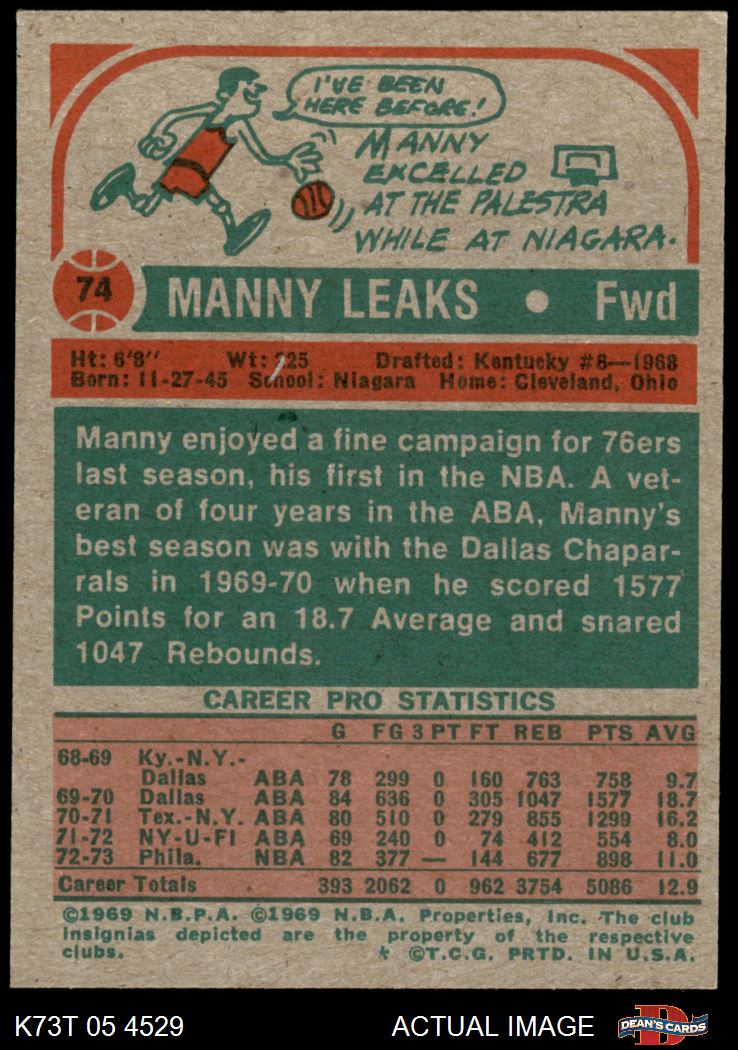 I'VE BEEN
HERE BEFORE!
MANNY
EXCELLED
AT THE PALESTRA
WHILE AT NIAGARA.
74 MANNY LEAKS • Fwd
Ht: 6'8" Wt: 225 Drafted: Kentucky #8—1968
Born: 11-27-45 School: Niagara Home: Cleveland, Ohio
Manny enjoyed a fine campaign for 76ers
last season, his first in the NBA. A vet-
eran of four years in the ABA, Manny's
best season was with the Dallas Chapar-
rals in 1969-70 when he scored 1577
Points for an 18.7 Average and snared
1047 Rebounds.
CAREER PRO STATISTICS
G FG 3 PT FT REB PTS AVG
68-69 Ky.-N.Y.-
Dallas ABA 78 299 0 160 763 758 9.7
69-70 Dallas ABA 84 636 0 305 1047 1577 18.7
70-71 Tex.-N.Y. ABA 80 510 0 279 855 1299 16.2
71-72 NY-U-Fl ABA 69 240 0 74 412 554 8.0
72-73 Phila. NBA 82 377 — 144 677 898 11.0
Career Totals 393 2062 0 962 3754 5086 12.9
©1969 N.B.P.A. ©1969 N.B.A. Properties, Inc. The club
insignias depicted are the property of the respective
clubs. * ©T.C.G. PRTD. IN U.S.A.
K73T 05 4529 ACTUAL IMAGE D DEAN'S CARDS